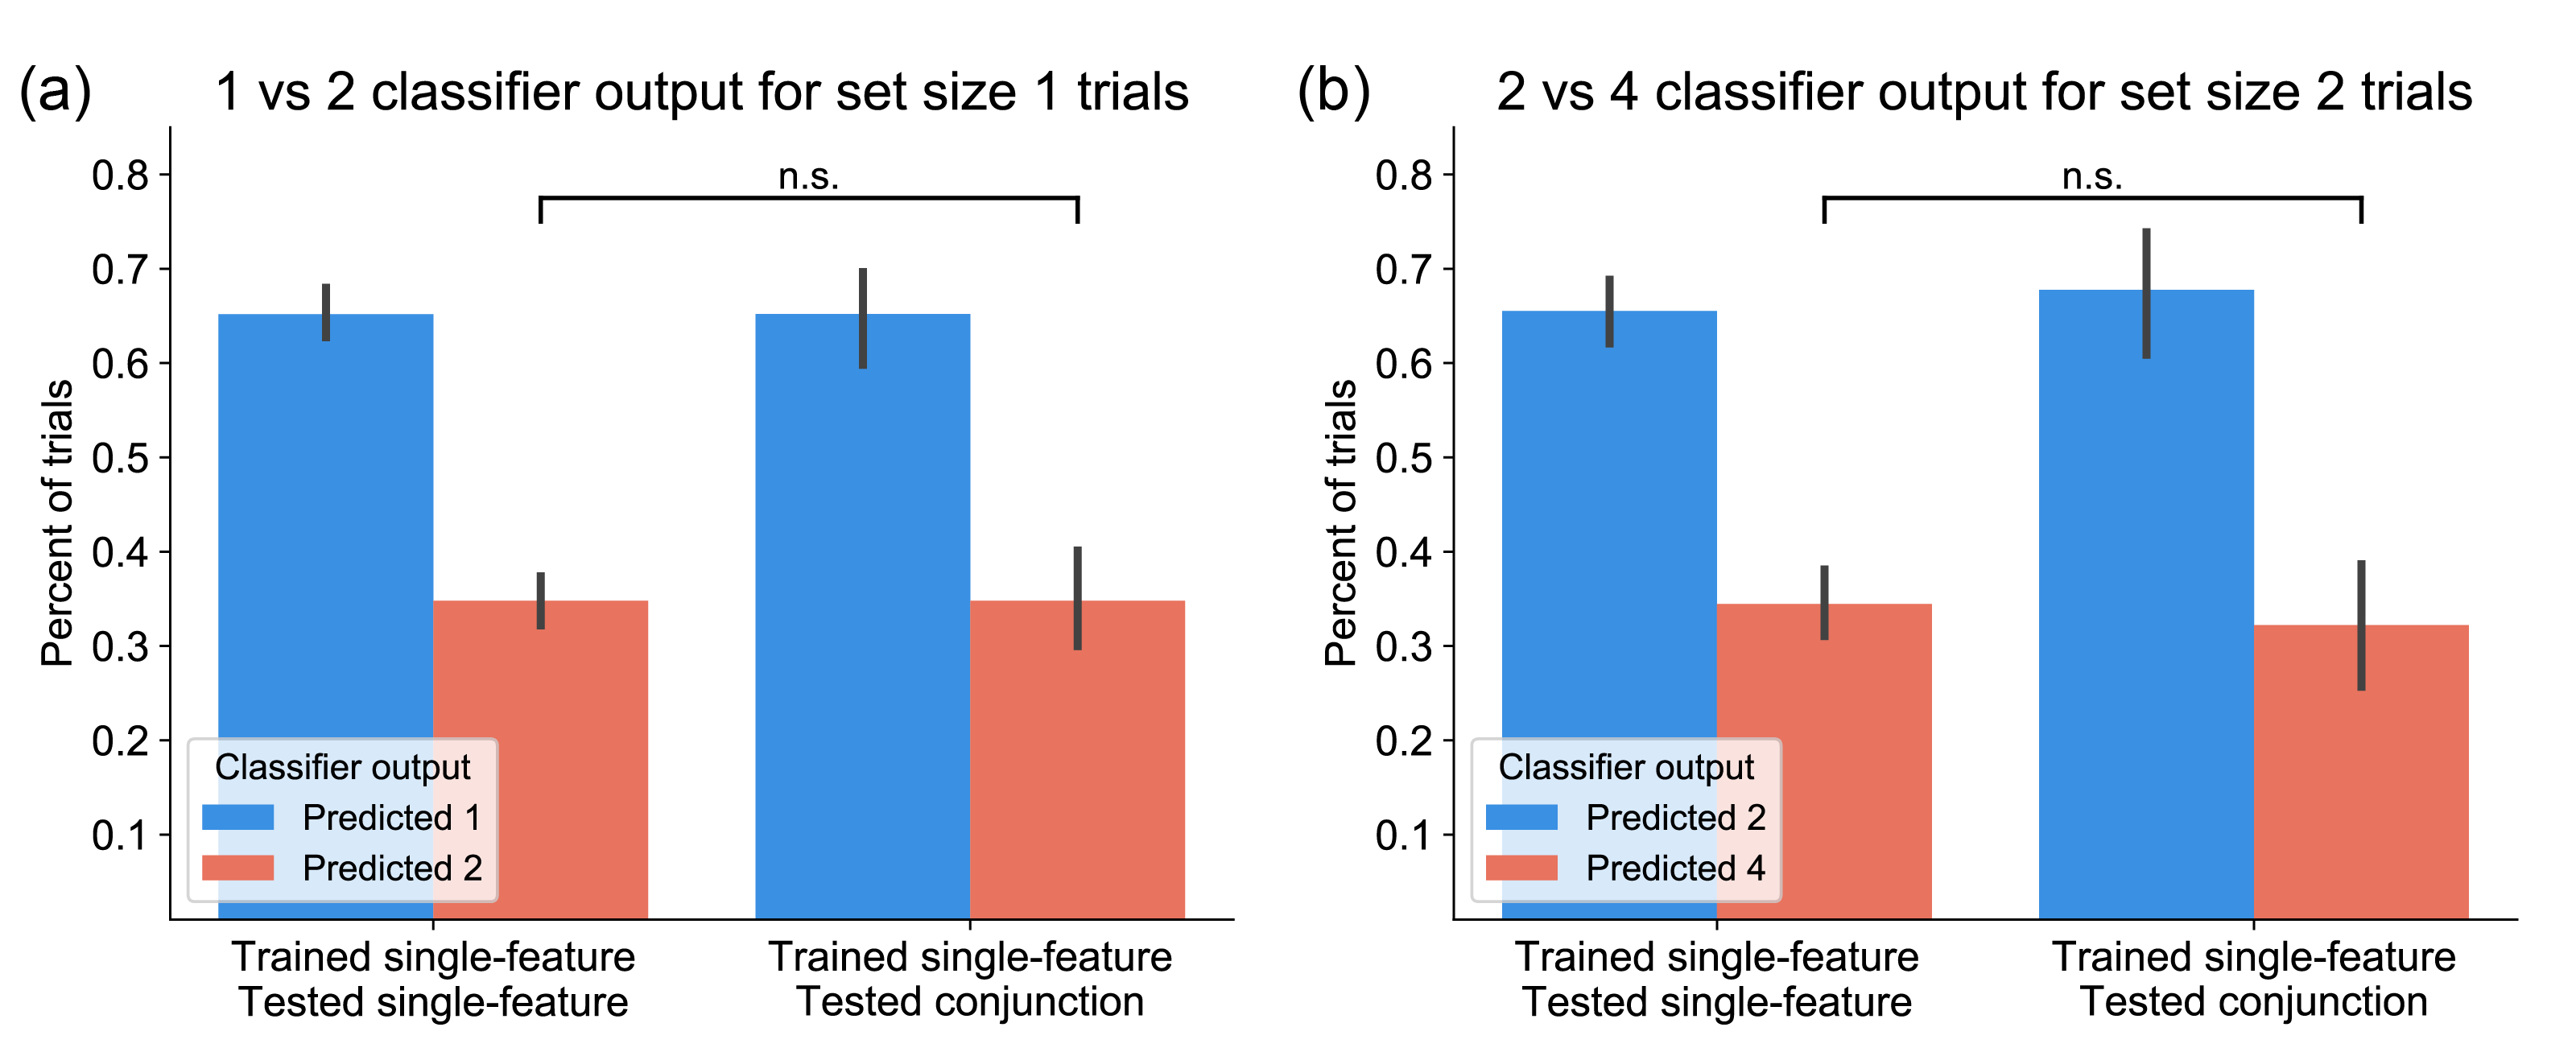 (a)
1 vs 2 classifier output for set size 1 trials
n.s.
0.8
0.7
0.6
0.5
0.4
0.3
0.2
0.1
Percent of trials
Classifier output
Predicted 1
Predicted 2
Trained single-feature
Tested single-feature
Trained single-feature
Tested conjunction
(b)
2 vs 4 classifier output for set size 2 trials
n.s.
0.8
0.7
0.6
0.5
0.4
0.3
0.2
0.1
Percent of trials
Classifier output
Predicted 2
Predicted 4
Trained single-feature
Tested single-feature
Trained single-feature
Tested conjunction